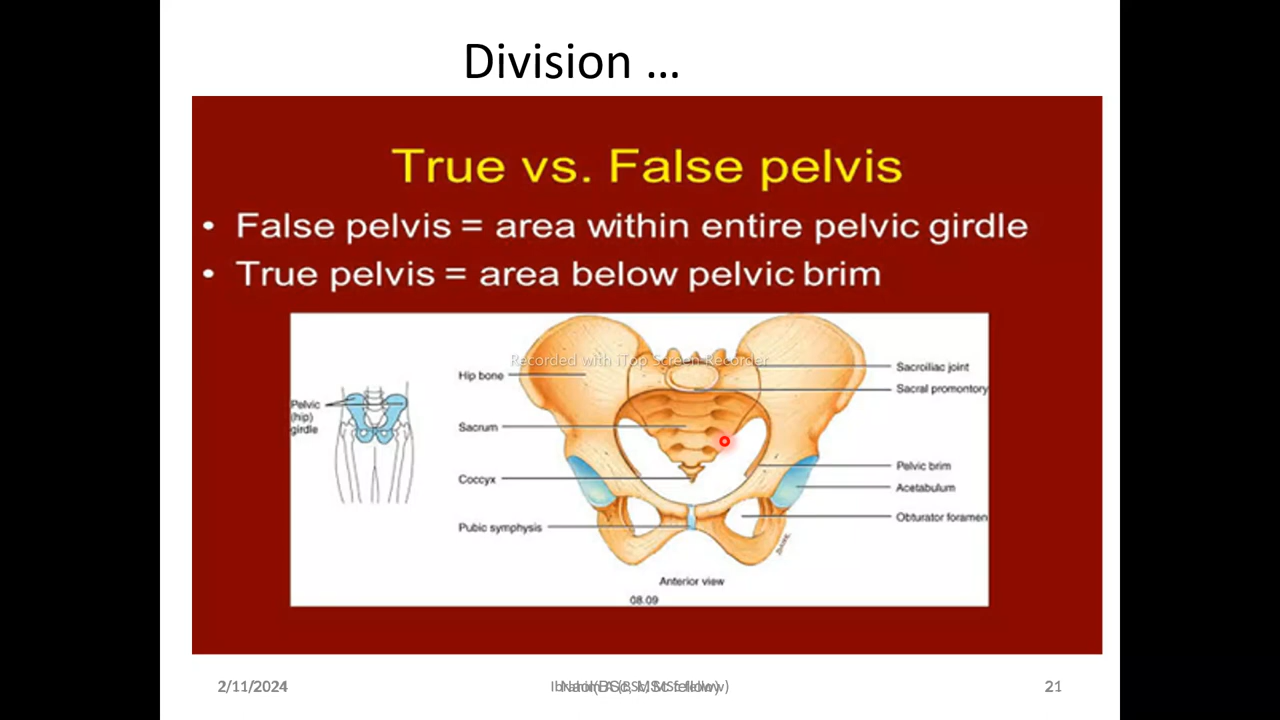 Division ...
True vs. False pelvis
• False pelvis = area within entire pelvic girdle
• True pelvis = area below pelvic brim
Recorded with iTop Screen Recorder
Pelvic
(hip)
girdle
Hip bone
Sacrum
Coccyx
Pubic symphysis
Sacroiliac joint
Sacral promontory
Pelvic brim
Acetabulum
Obturator foramen
Anterior view
08.09
2/11/2024
21